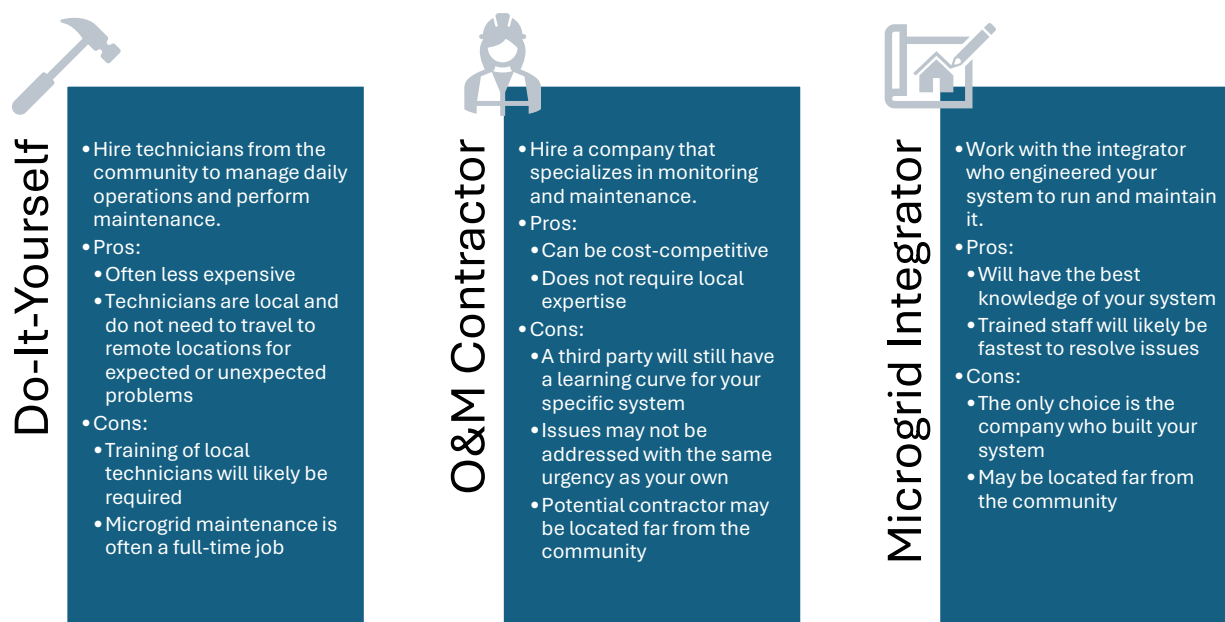 Do-It-Yourself
•Hire technicians from the
community to manage daily
operations and perform
maintenance.
•Pros:
•Often less expensive
•Technicians are local and
do not need to travel to
remote locations for
expected or unexpected
problems
•Cons:
•Training of local
technicians will likely be
required
•Microgrid maintenance is
often a full-time job
O&M Contractor
•Hire a company that
specializes in monitoring
and maintenance.
•Pros:
•Can be cost-competitive
•Does not require local
expertise
•Cons:
•A third party will still have
a learning curve for your
specific system
•Issues may not be
addressed with the same
urgency as your own
•Potential contractor may
be located far from the
community
Microgrid Integrator
•Work with the integrator
who engineered your
system to run and maintain
it.
•Pros:
•Will have the best
knowledge of your system
•Trained staff will likely be
fastest to resolve issues
•Cons:
•The only choice is the
company who built your
system
•May be located far from
the community